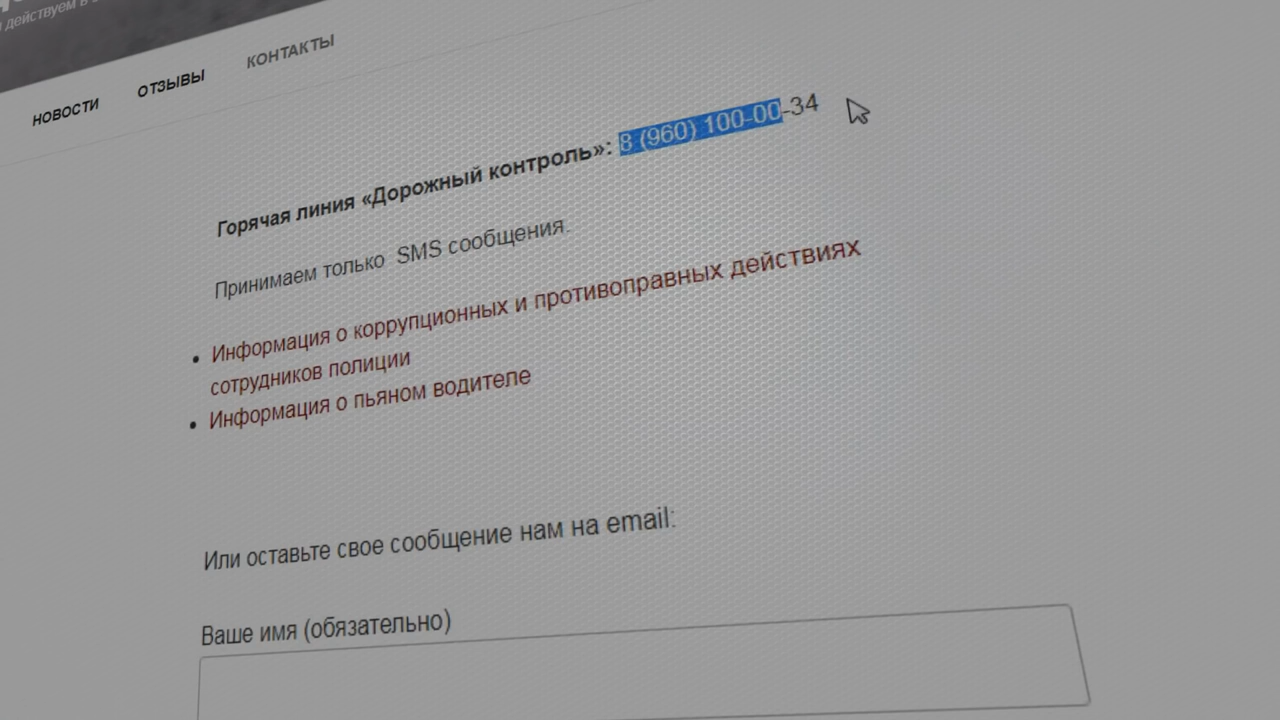 действуем в
НОВОСТИ ОТЗЫВЫ КОНТАКТЫ
Горячая линия «Дорожный контроль»: 8 (960) 100-00-34
Принимаем только SMS сообщения.
Информация о коррупционных и противоправных действиях
сотрудников полиции
Информация о пьяном водителе
Или оставьте свое сообщение нам на email:
Ваше имя (обязательно)